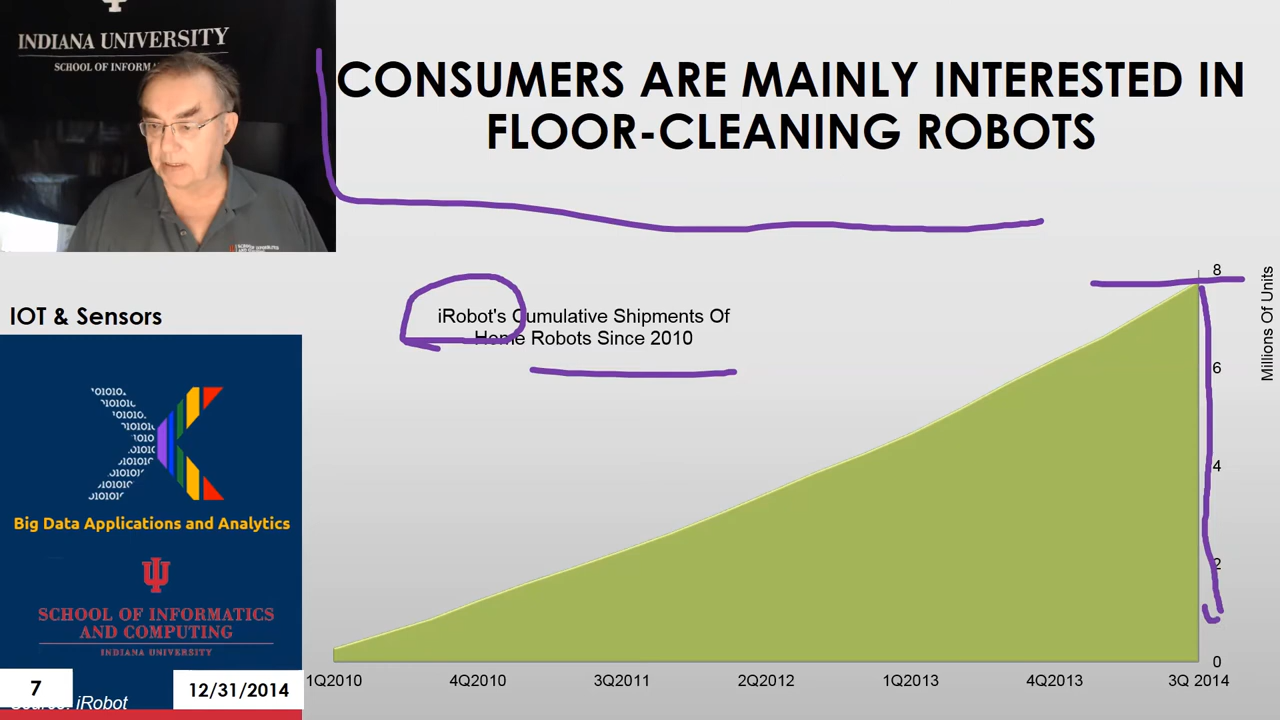 INDIANA UNIVERSITY
SCHOOL OF INFORMA
CONSUMERS ARE MAINLY INTERESTED IN
FLOOR-CLEANING ROBOTS
iRobot's Cumulative Shipments Of
Home Robots Since 2010
8
6
4
2
0
Millions Of Units
1Q2010 4Q2010 3Q2011 2Q2012 1Q2013 4Q2013 3Q 2014
IOT & Sensors
Big Data Applications and Analytics
SCHOOL OF INFORMATICS
AND COMPUTING
INDIANA UNIVERSITY
7 12/31/2014
Source: iRobot